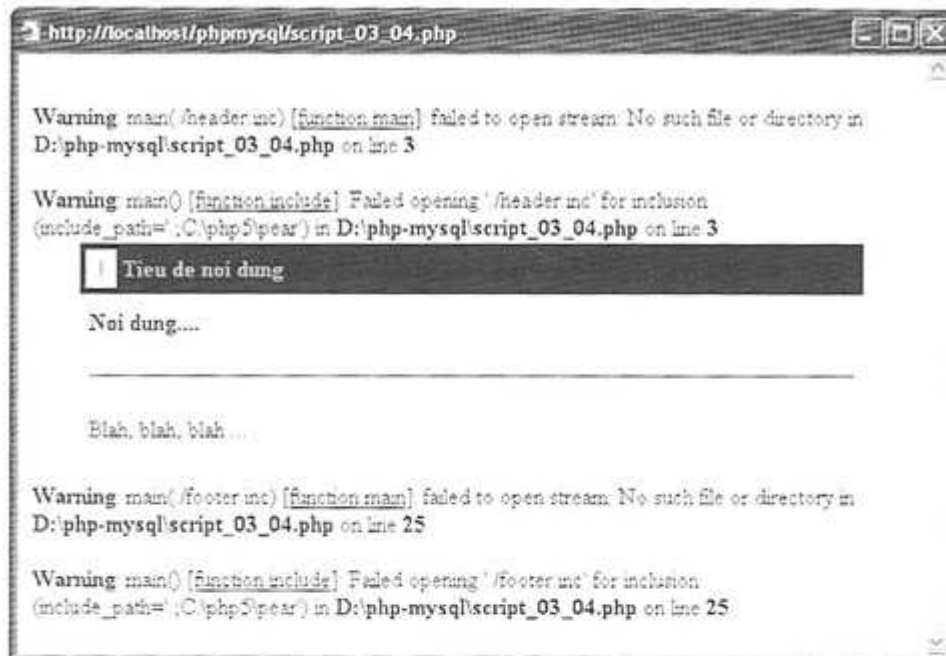 http://localhost/phpmysql/script_03_04.php
Warning: main(./header.inc) [function.main]: failed to open stream: No such file or directory in
D:\php-mysql\script_03_04.php on line 3
Warning: main() [function.include]: Failed opening './header.inc' for inclusion
(include_path='.;C:\php5\pear') in D:\php-mysql\script_03_04.php on line 3
1 Tieu de noi dung
Noi dung....
Blah, blah, blah ....
Warning: main(./footer.inc) [function.main]: failed to open stream: No such file or directory in
D:\php-mysql\script_03_04.php on line 25
Warning: main() [function.include]: Failed opening './footer.inc' for inclusion
(include_path='.;C:\php5\pear') in D:\php-mysql\script_03_04.php on line 25